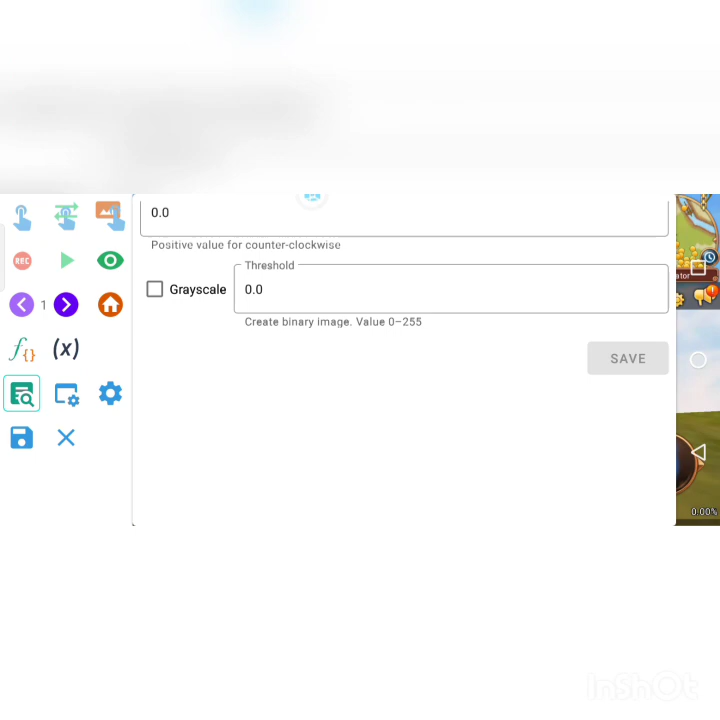 0.0
Positive value for counter-clockwise
Threshold
REC
Grayscale
0.0
1
Create binary image. Value 0–255
f{}
(x)
SAVE
ator
0.00%
InShOt